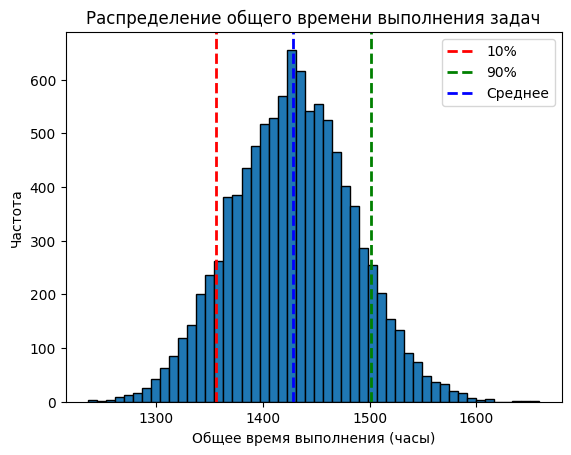 Распределение общего времени выполнения задач
10%
90%
Среднее
Частота
600
500
400
300
200
100
0
1300 1400 1500 1600
Общее время выполнения (часы)